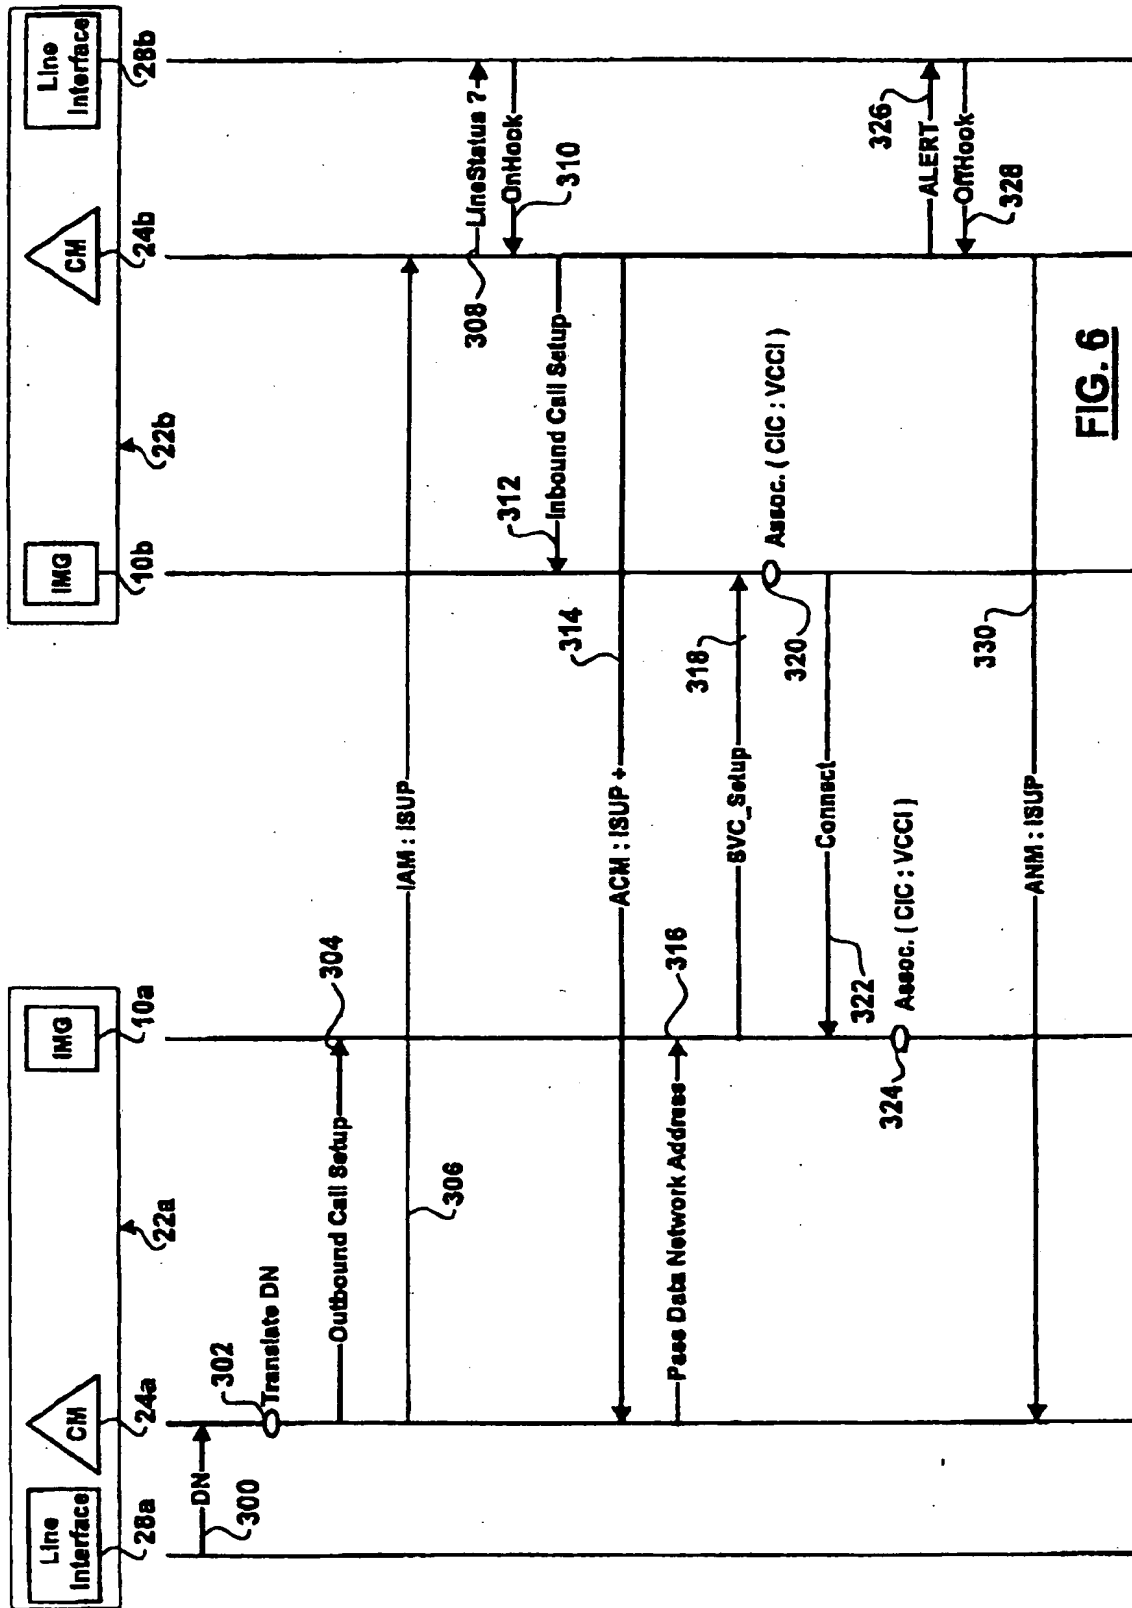 Line Interface
28a
CM
24a
22a
IMG
10a
IMG
10b
22b
CM
24b
Line Interface
28b
DN
300
302
Translate DN
Outbound Call Setup
304
IAM : ISUP
306
LineStatus ?
308
OnHook
310
Inbound Call Setup
312
ACM : ISUP +
314
Pass Data Network Address
316
SVC_Setup
318
Assoc. ( CIC : VCCI )
320
Connect
322
Assoc. ( CIC : VCCI )
324
ALERT
326
OffHook
328
ANM : ISUP
330
FIG. 6